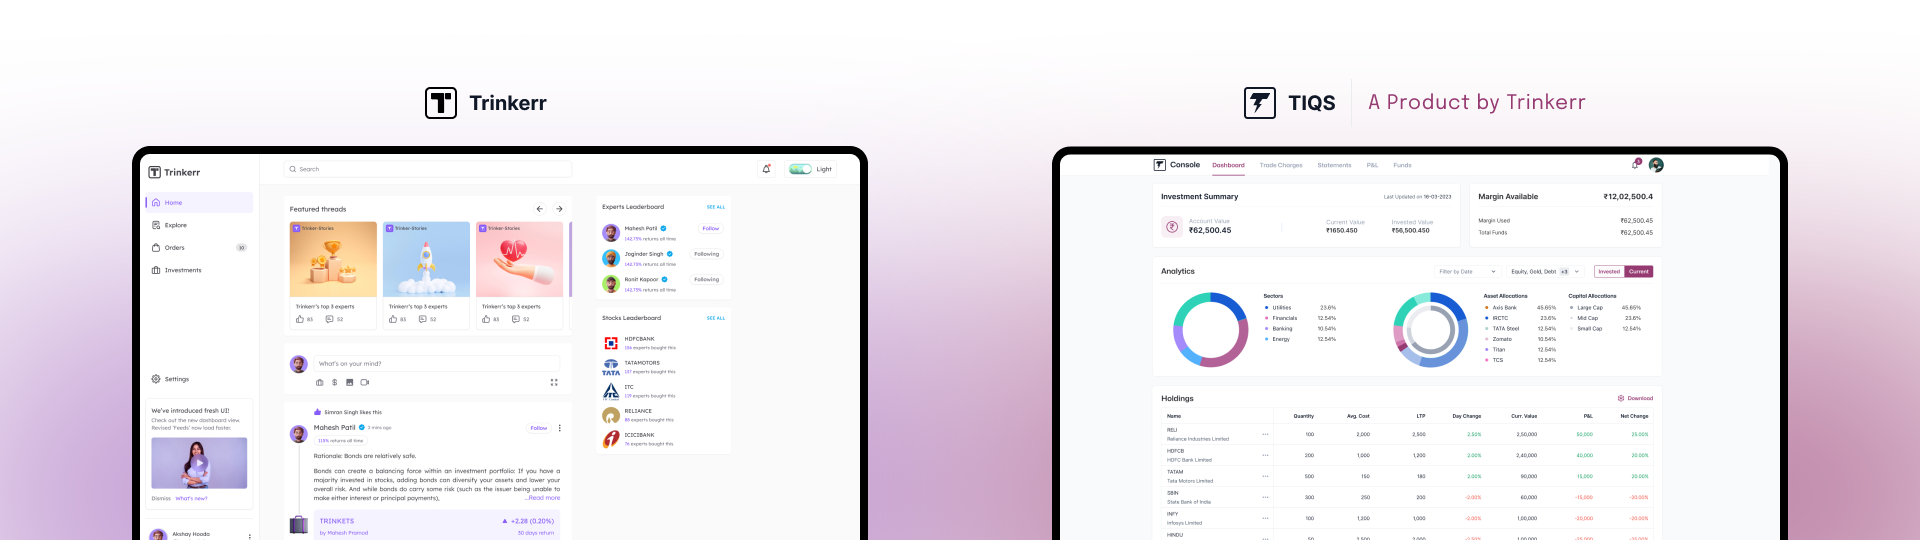 Trinkerr
TIQS
A Product by Trinkerr
Trinkerr
Search
Light
Home
Explore
Orders
10
Investments
Settings
We've introduced fresh UI!
Check out the new dashboard view.
Revised 'Feeds' now load faster.
Dismiss What's new?
Akshay Hooda
Featured threads
Trinker-Stories
Trinkerr's top 3 experts
83 52
Trinker-Stories
Trinkerr's top 3 experts
83 52
Trinker-Stories
Trinkerr's top 3 experts
83 52
What's on your mind?
Simran Singh likes this
Mahesh Patil 2 mins ago
Follow
110% returns all time
Rationale: Bonds are relatively safe.
Bonds can create a balancing force within an investment portfolio: If you have a
majority invested in stocks, adding bonds can diversify your assets and lower your
overall risk. And while bonds do carry some risk (such as the issuer being unable to
make either interest or principal payments),
...Read more
TRINKETS
+2.28 (0.20%)
by Mahesh Pramod
30 days return
Experts Leaderboard
SEE ALL
Mahesh Patil
142.75% returns all time
Follow
Joginder Singh
142.75% returns all time
Following
Ronit Kapoor
142.75% returns all time
Following
Stocks Leaderboard
SEE ALL
HDFCBANK
156 experts bought this
TATAMOTORS
137 experts bought this
TATA
ITC
119 experts bought this
RELIANCE
88 experts bought this
ICICIBANK
76 experts bought this
Console
Dashboard
Trade Charges
Statements
P&L
Funds
Investment Summary
Last Updated on 16-03-2023
Account Value
₹62,500.45
Current Value
₹1650.450
Invested Value
₹56,500.450
Margin Available
₹12,02,500.4
Margin Used
₹62,500.45
Total Funds
₹62,500.45
Analytics
Filter by Date
Equity, Gold, Debt +3
Invested
Current
Sectors
Utilities 23.6%
Financials 12.54%
Banking 10.54%
Energy 12.54%
Asset Allocations
Axis Bank 45.65%
IRCTC 23.6%
TATA Steel 12.54%
Zomato 10.54%
Titan 12.54%
TCS 12.54%
Capital Allocations
Large Cap 45.65%
Mid Cap 23.6%
Small Cap 12.54%
Holdings
Download
Name Quantity Avg. Cost LTP Day Change Curr. Value P&L Net Change
RELI
Reliance Industries Limited
100 2,000 2,500 2.50% 2,50,000 50,000 25.00%
HDFCB
HDFC Bank Limited
200 1,000 1,200 2.00% 2,40,000 40,000 20.00%
TATAM
Tata Motors Limited
500 150 180 2.00% 90,000 15,000 20.00%
SBIN
State Bank of India
300 250 200 -2.00% 60,000 -15,000 -20.00%
INFY
Infosys Limited
100 1,200 1,000 -2.00% 1,00,000 -20,000 -20.00%
HINDU